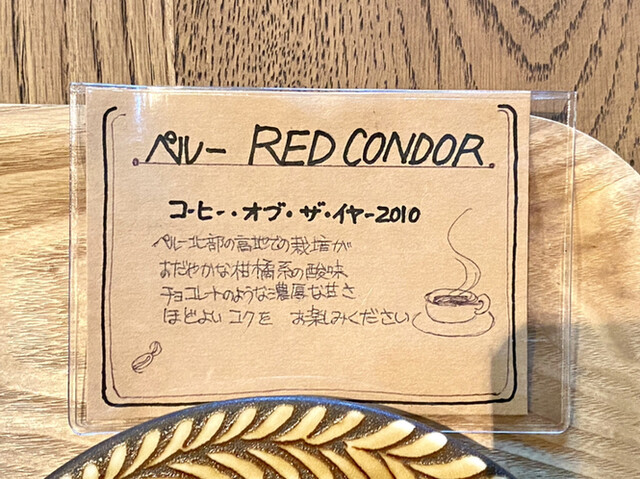 ペルー RED CONDOR
コーヒー・オブ・ザ・イヤー2010
ペルー北部の高地での栽培が
おだやかな柑橘系の酸味
チョコレートのような濃厚な甘さ
ほどよいコクを お楽しみください